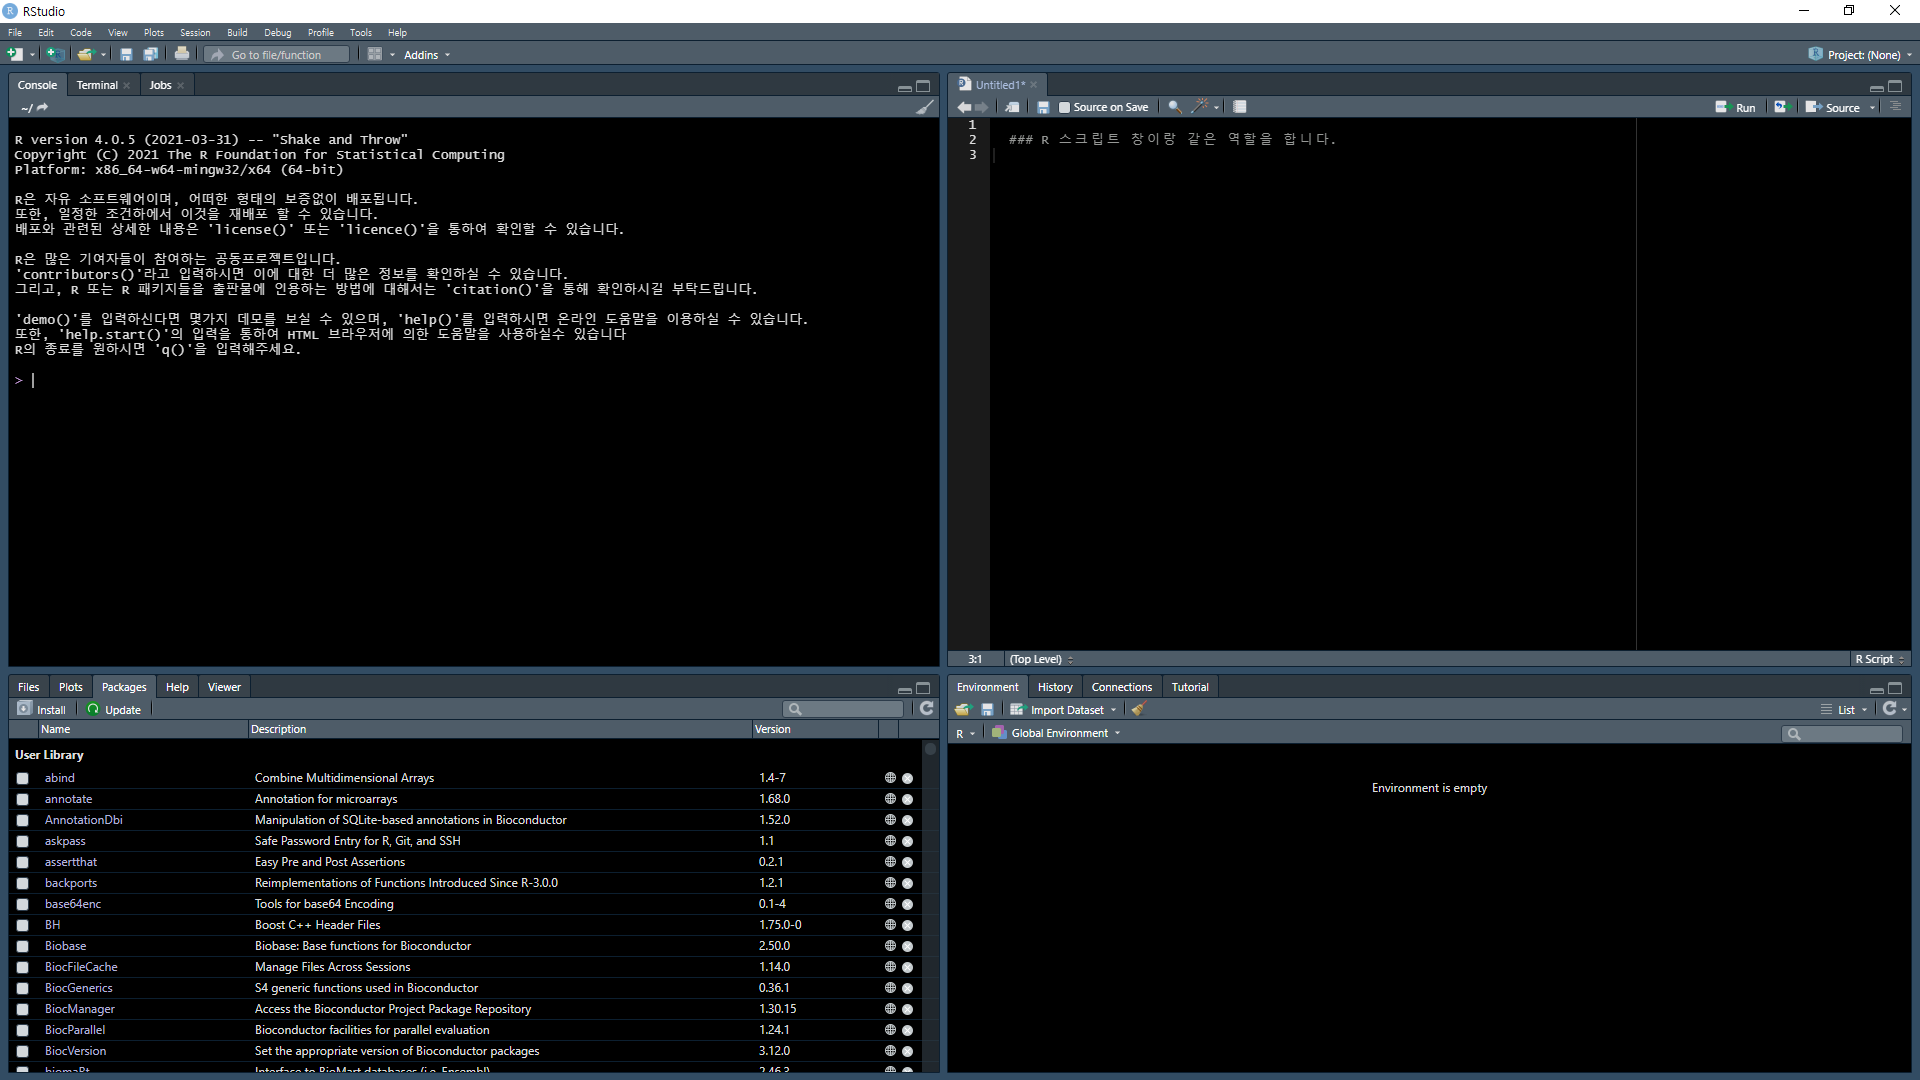 RStudio
File Edit Code View Plots Session Build Debug Profile Tools Help
Go to file/function Addins Project: (None)
Console Terminal Jobs
~/
R version 4.0.5 (2021-03-31) -- "Shake and Throw"
Copyright (C) 2021 The R Foundation for Statistical Computing
Platform: x86_64-w64-mingw32/x64 (64-bit)
R은 자유 소프트웨어이며, 어떠한 형태의 보증없이 배포됩니다.
또한, 일정한 조건하에서 이것을 재배포 할 수 있습니다.
배포와 관련된 상세한 내용은 'license()' 또는 'licence()'을 통하여 확인할 수 있습니다.
R은 많은 기여자들이 참여하는 공동프로젝트입니다.
'contributors()'라고 입력하시면 이에 대한 더 많은 정보를 확인하실 수 있습니다.
그리고, R 또는 R 패키지들을 출판물에 인용하는 방법에 대해서는 'citation()'을 통해 확인하시길 부탁드립니다.
'demo()'를 입력하신다면 몇가지 데모를 보실 수 있으며, 'help()'를 입력하시면 온라인 도움말을 이용하실 수 있습니다.
또한, 'help.start()'의 입력을 통하여 HTML 브라우저에 의한 도움말을 사용하실수 있습니다
R의 종료를 원하시면 'q()'을 입력해주세요.
>
Untitled1*
Source on Save Run Source
1
2 ### R 스크립트 창이랑 같은 역할을 합니다.
3
3:1 (Top Level) R Script
Files Plots Packages Help Viewer
Install Update
Name Description Version
User Library
abind Combine Multidimensional Arrays 1.4-7
annotate Annotation for microarrays 1.68.0
AnnotationDbi Manipulation of SQLite-based annotations in Bioconductor 1.52.0
askpass Safe Password Entry for R, Git, and SSH 1.1
assertthat Easy Pre and Post Assertions 0.2.1
backports Reimplementations of Functions Introduced Since R-3.0.0 1.2.1
base64enc Tools for base64 Encoding 0.1-4
BH Boost C++ Header Files 1.75.0-0
Biobase Biobase: Base functions for Bioconductor 2.50.0
BiocFileCache Manage Files Across Sessions 1.14.0
BiocGenerics S4 generic functions used in Bioconductor 0.36.1
BiocManager Access the Bioconductor Project Package Repository 1.30.15
BiocParallel Bioconductor facilities for parallel evaluation 1.24.1
BiocVersion Set the appropriate version of Bioconductor packages 3.12.0
biomaRt Interface to BioMart databases (i.e. Ensembl) 2.46.3
Environment History Connections Tutorial
Import Dataset List
R Global Environment
Environment is empty